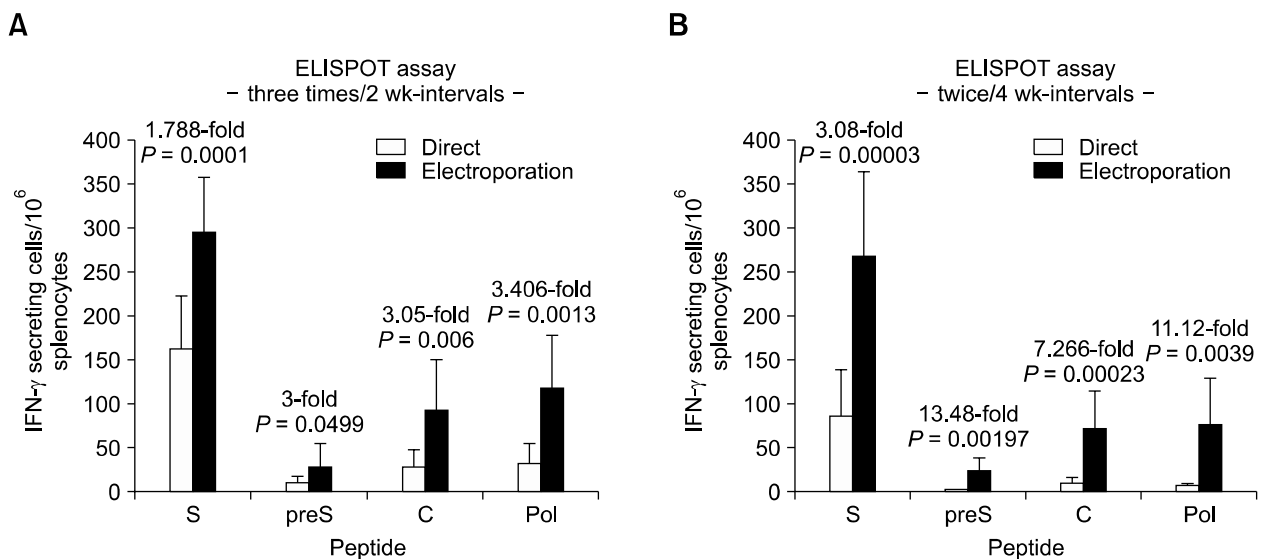 A
ELISPOT assay
– three times/2 wk-intervals –
IFN-γ secreting cells/10⁶
splenocytes
400
350
300
250
200
150
100
50
0
1.788-fold
P = 0.0001
3-fold
P = 0.0499
3.05-fold
P = 0.006
3.406-fold
P = 0.0013
Direct
Electroporation
S
preS
C
Pol
Peptide
B
ELISPOT assay
– twice/4 wk-intervals –
IFN-γ secreting cells/10⁶
splenocytes
400
350
300
250
200
150
100
50
0
3.08-fold
P = 0.00003
13.48-fold
P = 0.00197
7.266-fold
P = 0.00023
11.12-fold
P = 0.0039
Direct
Electroporation
S
preS
C
Pol
Peptide